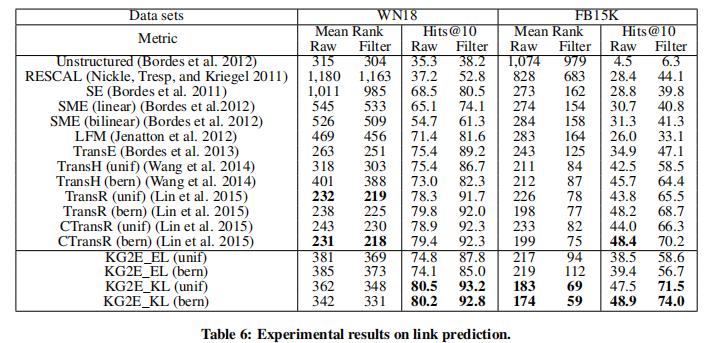 Data sets WN18 FB15K
Metric Mean Rank Hits@10 Mean Rank Hits@10
Raw Filter Raw Filter Raw Filter Raw Filter
Unstructured (Bordes et al. 2012) 315 304 35.3 38.2 1,074 979 4.5 6.3
RESCAL (Nickle, Tresp, and Kriegel 2011) 1,180 1,163 37.2 52.8 828 683 28.4 44.1
SE (Bordes et al. 2011) 1,011 985 68.5 80.5 273 162 28.8 39.8
SME (linear) (Bordes et al.2012) 545 533 65.1 74.1 274 154 30.7 40.8
SME (bilinear) (Bordes et al. 2012) 526 509 54.7 61.3 284 158 31.3 41.3
LFM (Jenatton et al. 2012) 469 456 71.4 81.6 283 164 26.0 33.1
TransE (Bordes et al. 2013) 263 251 75.4 89.2 243 125 34.9 47.1
TransH (unif) (Wang et al. 2014) 318 303 75.4 86.7 211 84 42.5 58.5
TransH (bern) (Wang et al. 2014) 401 388 73.0 82.3 212 87 45.7 64.4
TransR (unif) (Lin et al. 2015) 232 219 78.3 91.7 226 78 43.8 65.5
TransR (bern) (Lin et al. 2015) 238 225 79.8 92.0 198 77 48.2 68.7
CTransR (unif) (Lin et al. 2015) 243 230 78.9 92.3 233 82 44.0 66.3
CTransR (bern) (Lin et al. 2015) 231 218 79.4 92.3 199 75 48.4 70.2
KG2E_EL (unif) 381 369 74.8 87.8 217 94 38.5 58.6
KG2E_EL (bern) 385 373 74.1 85.0 219 112 39.4 56.7
KG2E_KL (unif) 362 348 80.5 93.2 183 69 47.5 71.5
KG2E_KL (bern) 342 331 80.2 92.8 174 59 48.9 74.0
Table 6: Experimental results on link prediction.